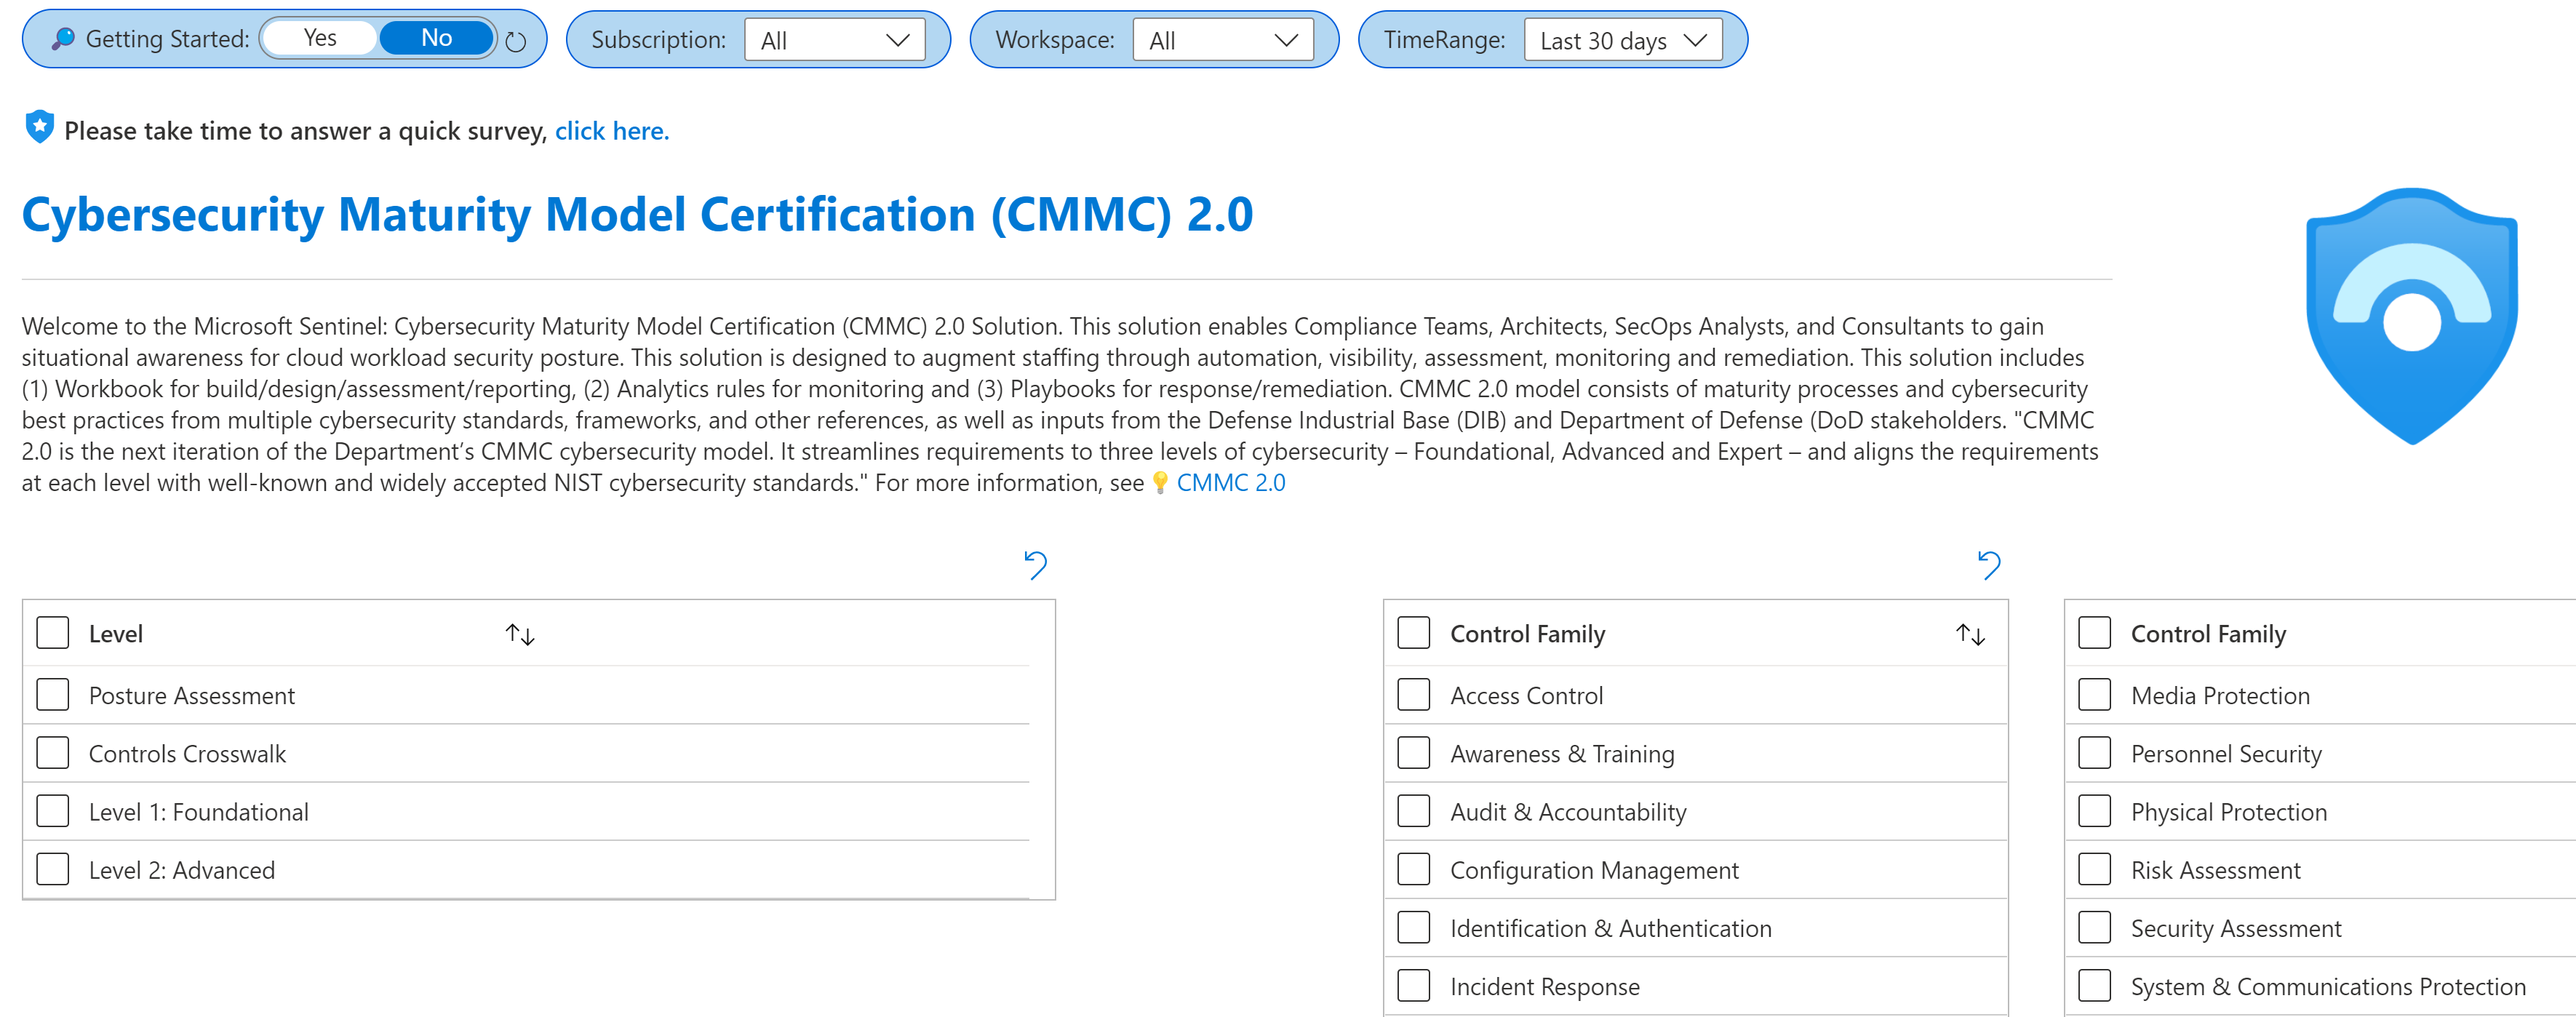 Getting Started: Yes No Subscription: All Workspace: All TimeRange: Last 30 days
Please take time to answer a quick survey, click here.
Cybersecurity Maturity Model Certification (CMMC) 2.0
Welcome to the Microsoft Sentinel: Cybersecurity Maturity Model Certification (CMMC) 2.0 Solution. This solution enables Compliance Teams, Architects, SecOps Analysts, and Consultants to gain
situational awareness for cloud workload security posture. This solution is designed to augment staffing through automation, visibility, assessment, monitoring and remediation. This solution includes
(1) Workbook for build/design/assessment/reporting, (2) Analytics rules for monitoring and (3) Playbooks for response/remediation. CMMC 2.0 model consists of maturity processes and cybersecurity
best practices from multiple cybersecurity standards, frameworks, and other references, as well as inputs from the Defense Industrial Base (DIB) and Department of Defense (DoD stakeholders. "CMMC
2.0 is the next iteration of the Department’s CMMC cybersecurity model. It streamlines requirements to three levels of cybersecurity – Foundational, Advanced and Expert – and aligns the requirements
at each level with well-known and widely accepted NIST cybersecurity standards." For more information, see 💡 CMMC 2.0
Level
Posture Assessment
Controls Crosswalk
Level 1: Foundational
Level 2: Advanced
Control Family
Access Control
Awareness & Training
Audit & Accountability
Configuration Management
Identification & Authentication
Incident Response
Control Family
Media Protection
Personnel Security
Physical Protection
Risk Assessment
Security Assessment
System & Communications Protection